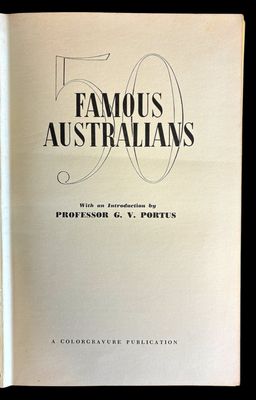 50
FAMOUS
AUSTRALIANS
With an Introduction by
PROFESSOR G. V. PORTUS
A COLORGRAVURE PUBLICATION